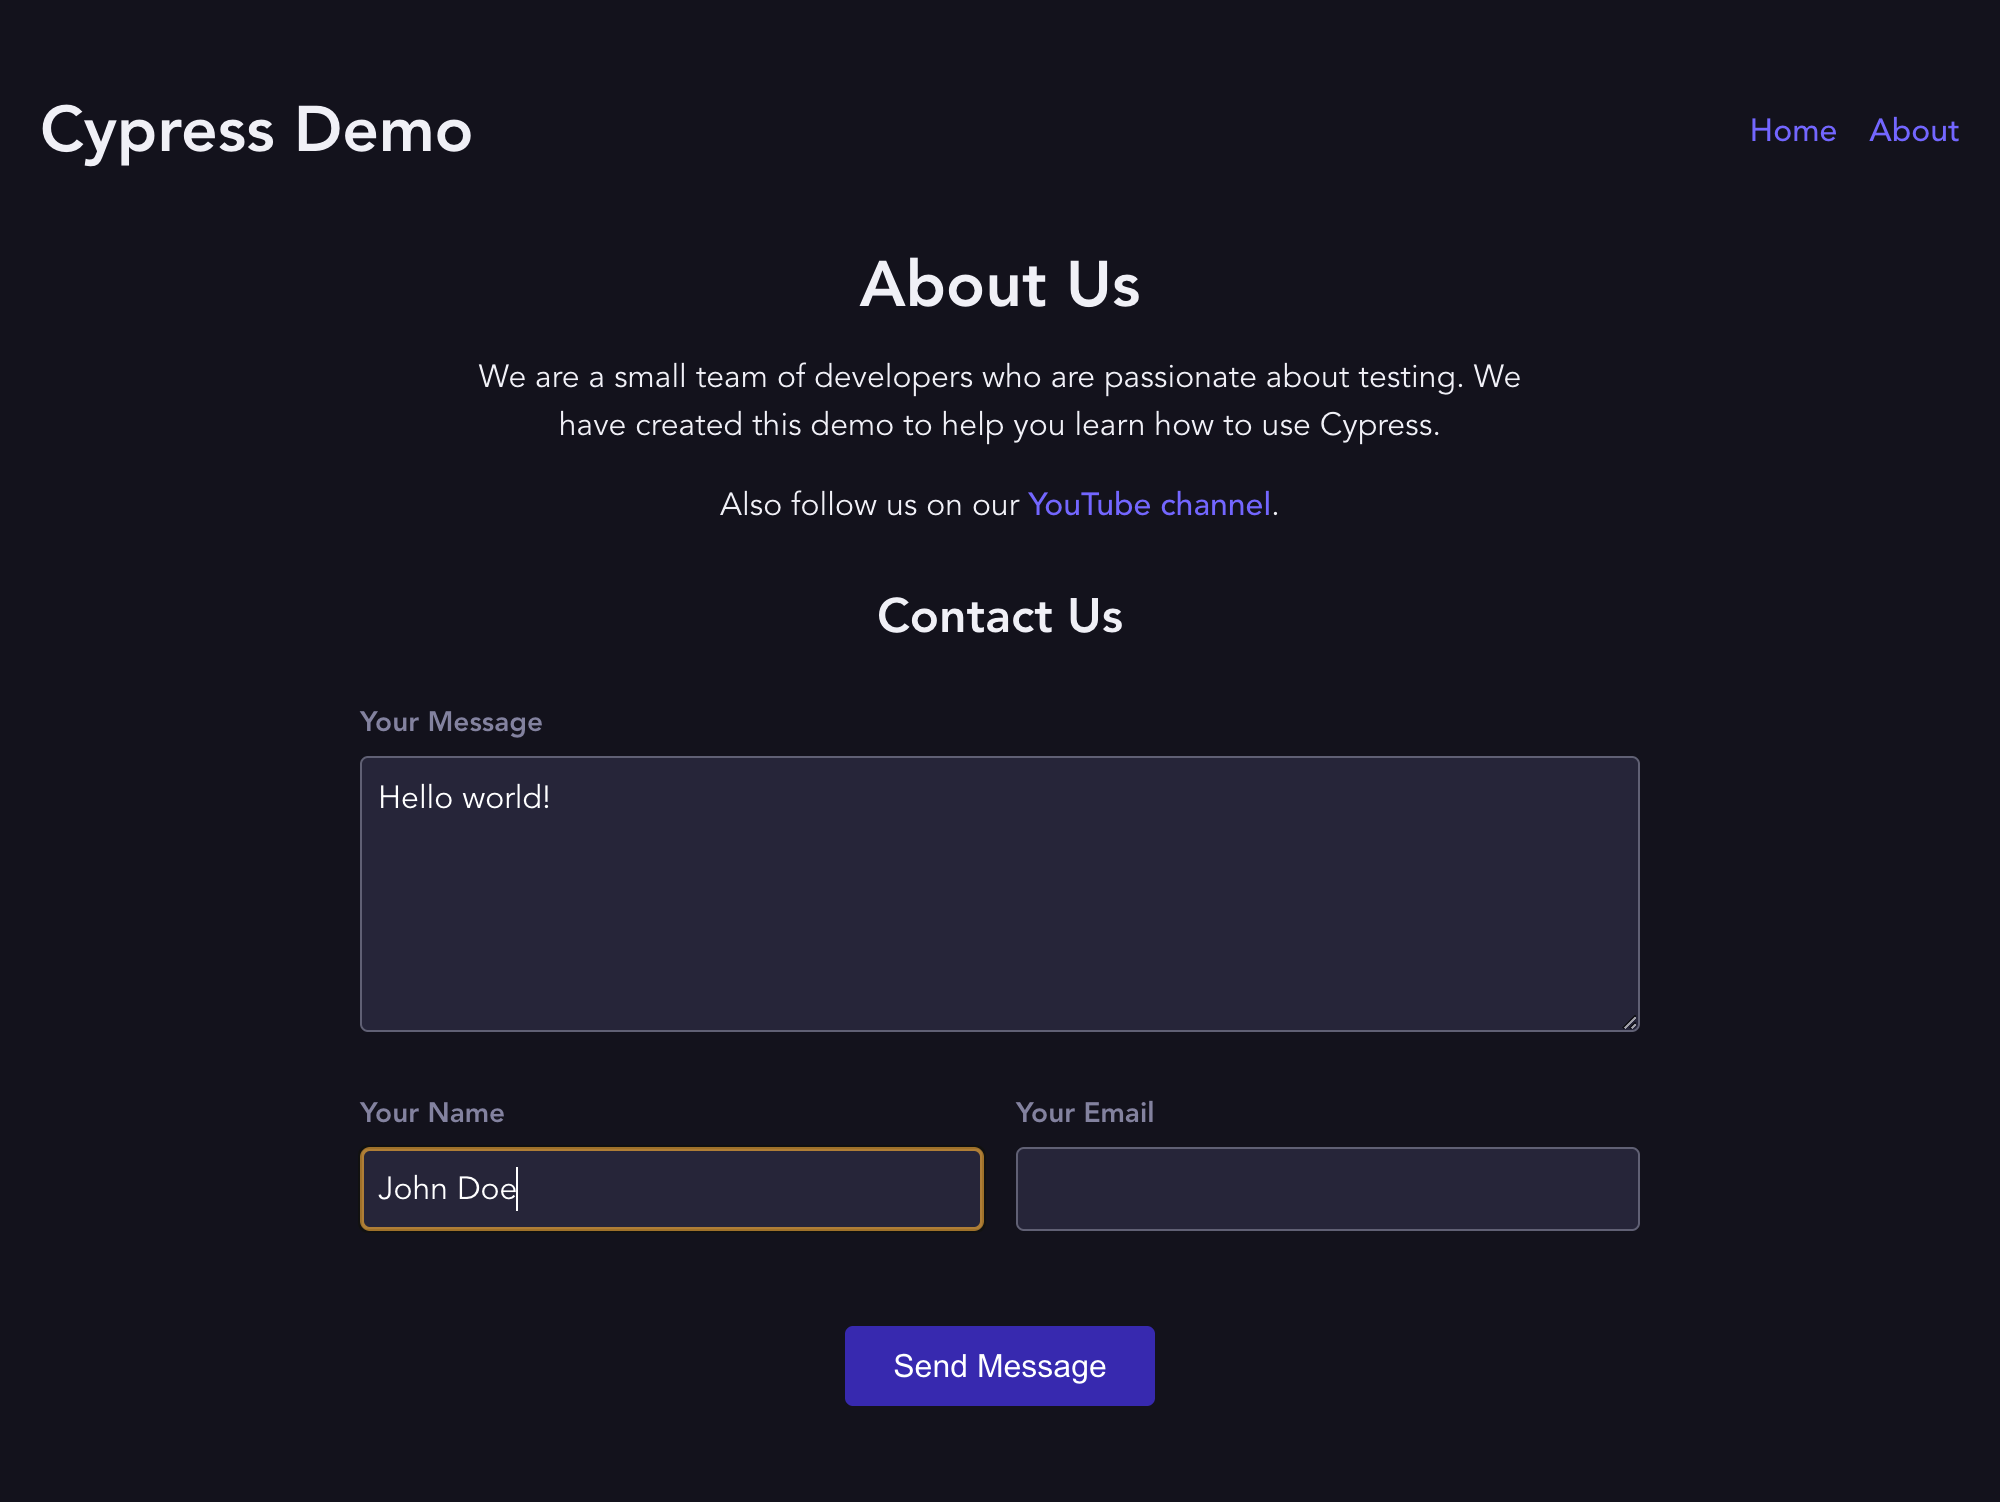 Cypress Demo
Home About
About Us
We are a small team of developers who are passionate about testing. We
have created this demo to help you learn how to use Cypress.
Also follow us on our YouTube channel.
Contact Us
Your Message
Hello world!
Your Name
Your Email
John Doe
Send Message